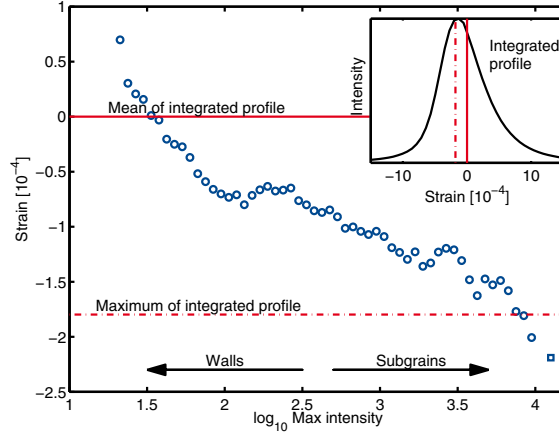 1
0.5
0
−0.5
−1
−1.5
−2
−2.5
Strain [10⁻⁴]
Mean of integrated profile
Maximum of integrated profile
Walls
Subgrains
1
1.5
2
2.5
3
3.5
4
log₁₀ Max intensity
Intensity
Integrated
profile
−10
0
10
Strain [10⁻⁴]